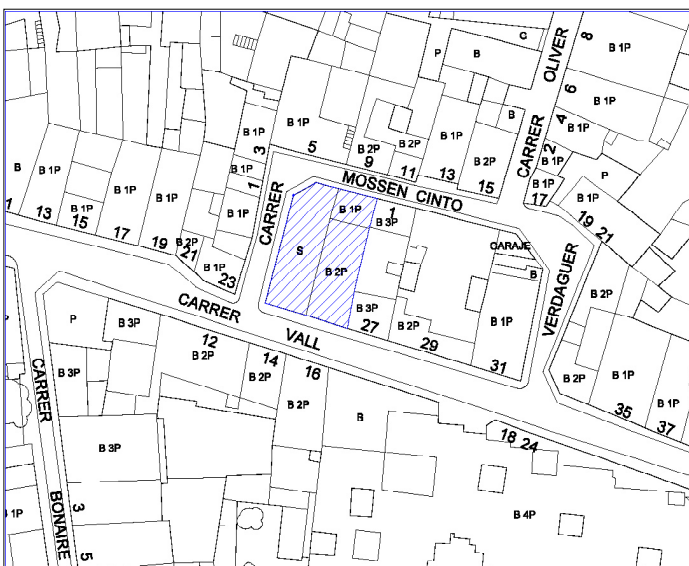 CARRER OLIVER
8
B 1P
P
B
C
6
B 1P
4
B 1P
2
B 1P
17
B 1P
P
19
21
B 1P
3
B 1P
5
B 2P
9
B 2P
11
B 1P
13
B
B 2P
15
B 1P
1
B 1P
CARRER
MOSSEN CINTO
VERDAGUER
B
B 1P
13
B 1P
15
B 1P
17
B 1P
19
B 2P
21
B 1P
23
1
S
B 1P
B 2P
1
B 3P
GARAJE
B
B 3P
27
B 2P
29
B 1P
31
B 2P
B 2P
B 1P
35
B 1P
37
CARRER VALL
P
B 3P
12
B 2P
14
B 2P
16
B 2P
B
18 24
B 4P
CARRER BONAIRE
B 3P
B 3P
3
5
1P